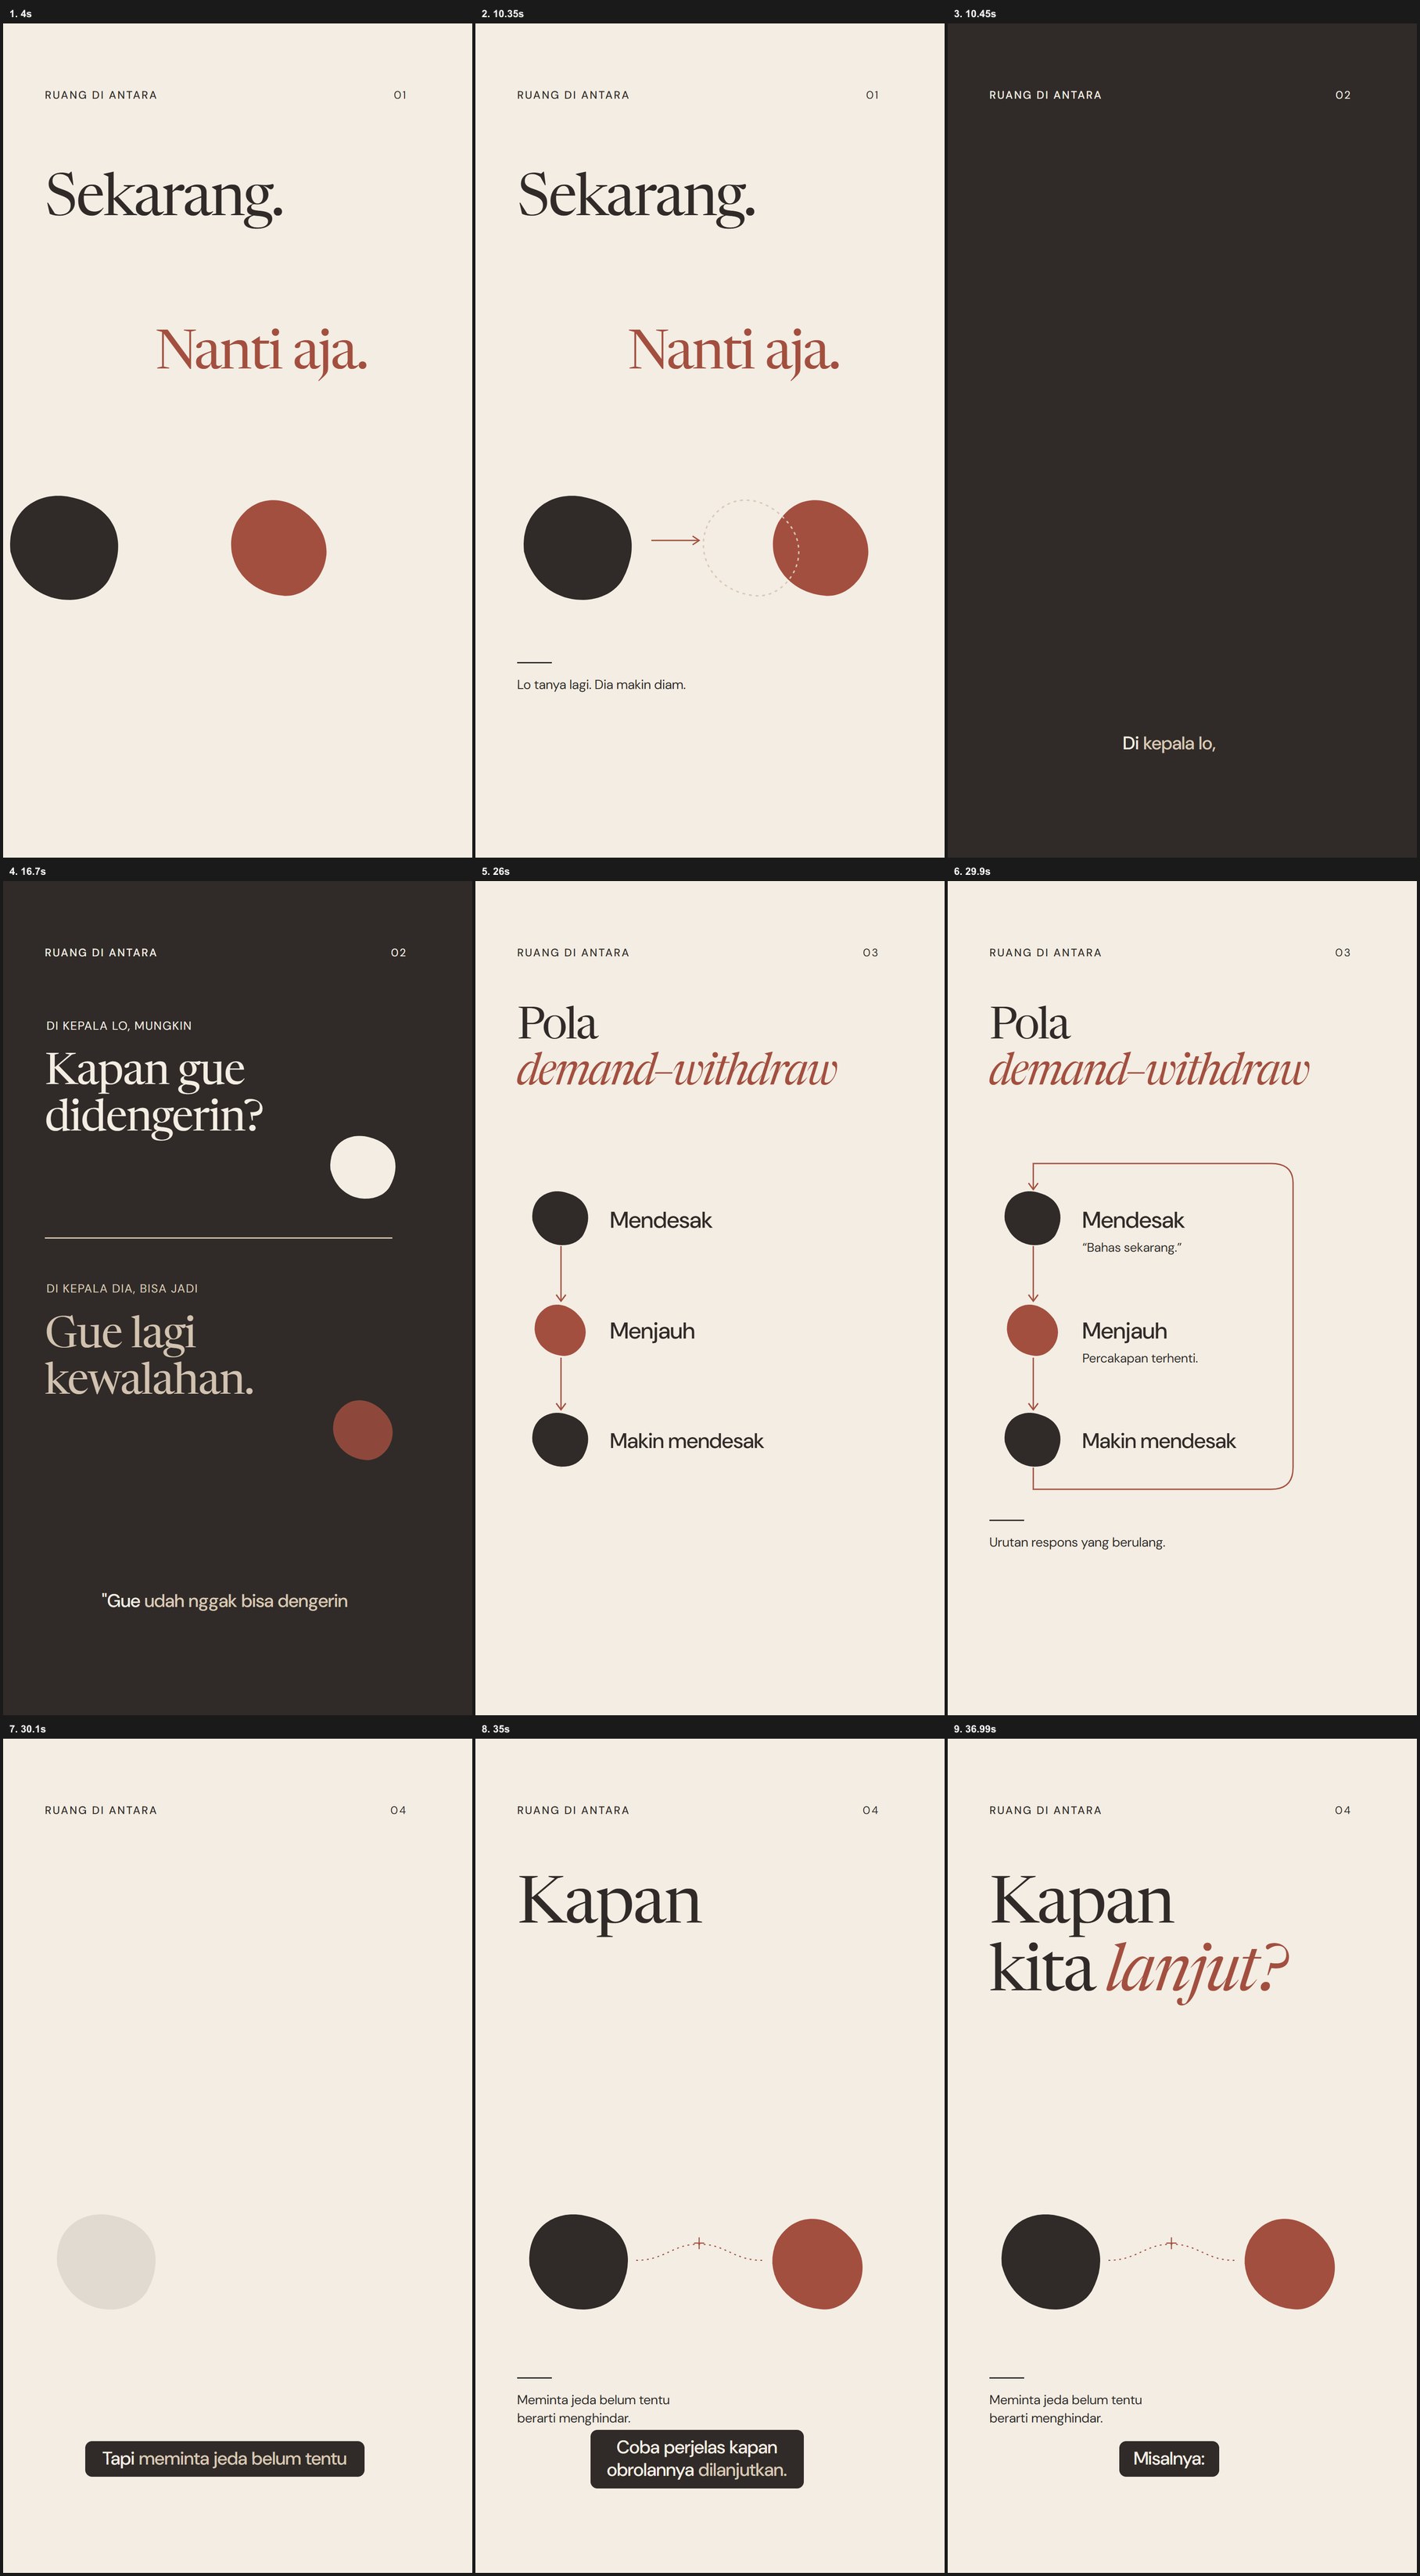 1. 4s
RUANG DI ANTARA
01
Sekarang.
Nanti aja.
2. 10.35s
RUANG DI ANTARA
01
Sekarang.
Nanti aja.
Lo tanya lagi. Dia makin diam.
3. 10.45s
RUANG DI ANTARA
02
Di kepala lo,
4. 16.7s
RUANG DI ANTARA
02
DI KEPALA LO, MUNGKIN
Kapan gue
didengerin?
DI KEPALA DIA, BISA JADI
Gue lagi
kewalahan.
"Gue udah nggak bisa dengerin
5. 26s
RUANG DI ANTARA
03
Pola
demand–withdraw
Mendesak
Menjauh
Makin mendesak
6. 29.9s
RUANG DI ANTARA
03
Pola
demand–withdraw
Mendesak
“Bahas sekarang.”
Menjauh
Percakapan terhenti.
Makin mendesak
Urutan respons yang berulang.
7. 30.1s
RUANG DI ANTARA
04
Tapi meminta jeda belum tentu
8. 35s
RUANG DI ANTARA
04
Kapan
Meminta jeda belum tentu
berarti menghindar.
Coba perjelas kapan
obrolannya dilanjutkan.
9. 36.99s
RUANG DI ANTARA
04
Kapan
kita lanjut?
Meminta jeda belum tentu
berarti menghindar.
Misalnya: